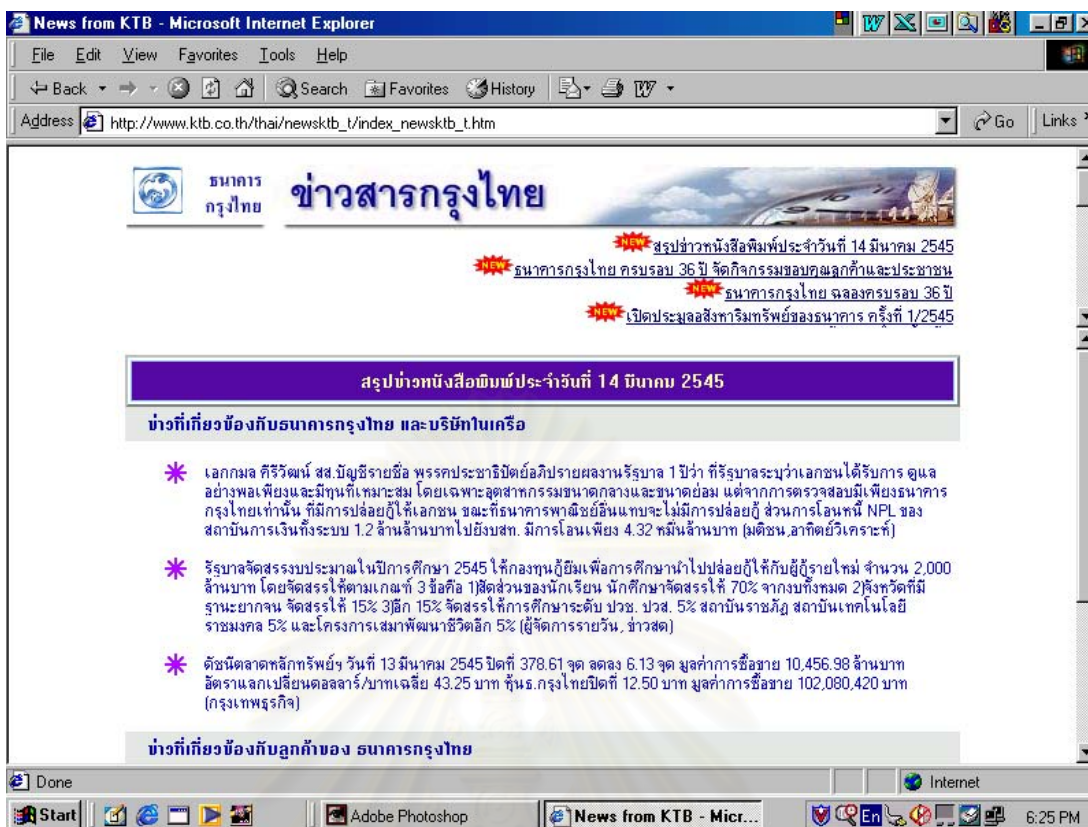 News from KTB - Microsoft Internet Explorer
File Edit View Favorites Tools Help
Back Search Favorites History
Address http://www.ktb.co.th/thai/newsktb_t/index_newsktb_t.htm Go Links
ธนาคาร
กรุงไทย
ข่าวสารกรุงไทย
NEW สรุปข่าวหนังสือพิมพ์ประจำวันที่ 14 มีนาคม 2545
NEW ธนาคารกรุงไทย ครบรอบ 36 ปี จัดกิจกรรมขอบคุณลูกค้าและประชาชน
NEW ธนาคารกรุงไทย ฉลองครบรอบ 36 ปี
NEW เปิดประมูลอสังหาริมทรัพย์ของธนาคาร ครั้งที่ 1/2545
สรุปข่าวหนังสือพิมพ์ประจำวันที่ 14 มีนาคม 2545
ข่าวที่เกี่ยวข้องกับธนาคารกรุงไทย และบริษัทในเครือ
เอกกมล คีรีวัฒน์ สส.บัญชีรายชื่อ พรรคประชาธิปัตย์อภิปรายผลงานรัฐบาล 1 ปีว่า ที่รัฐบาลระบุว่าเอกชนได้รับการ ดูแล
อย่างพอเพียงและมีทุนที่เหมาะสม โดยเฉพาะอุตสาหกรรมขนาดกลางและขนาดย่อม แต่จากการตรวจสอบมีเพียงธนาคาร
กรุงไทยเท่านั้น ที่มีการปล่อยกู้ให้เอกชน ขณะที่ธนาคารพาณิชย์อื่นแทบจะไม่มีการปล่อยกู้ ส่วนการโอนหนี้ NPL ของ
สถาบันการเงินทั้งระบบ 1.2 ล้านล้านบาทไปยังบสท. มีการโอนเพียง 4.32 หมื่นล้านบาท (มติชน,อาทิตย์วิเคราะห์)
รัฐบาลจัดสรรงบประมาณในปีการศึกษา 2545 ให้กองทุนกู้ยืมเพื่อการศึกษานำไปปล่อยกู้ให้กับผู้กู้รายใหม่ จำนวน 2,000
ล้านบาท โดยจัดสรรให้ตามเกณฑ์ 3 ข้อคือ 1)สัดส่วนของนักเรียน นักศึกษาจัดสรรให้ 70% จากงบทั้งหมด 2)จังหวัดที่มี
ฐานะยากจน จัดสรรให้ 15% 3)อีก 15% จัดสรรให้การศึกษาระดับ ปวช. ปวส. 5% สถาบันราชภัฏ สถาบันเทคโนโลยี
ราชมงคล 5% และโครงการเสมาพัฒนาชีวิตอีก 5% (ผู้จัดการรายวัน, ข่าวสด)
ดัชนีตลาดหลักทรัพย์ฯ วันที่ 13 มีนาคม 2545 ปิดที่ 378.61 จุด ลดลง 6.13 จุด มูลค่าการซื้อขาย 10,456.98 ล้านบาท
อัตราแลกเปลี่ยนดอลลาร์/บาทเฉลี่ย 43.25 บาท หุ้นธ.กรุงไทยปิดที่ 12.50 บาท มูลค่าการซื้อขาย 102,080,420 บาท
(กรุงเทพธุรกิจ)
ข่าวที่เกี่ยวข้องกับลูกค้าของ ธนาคารกรุงไทย
Done Internet
Start Adobe Photoshop News from KTB - Micr... En 6:25 PM